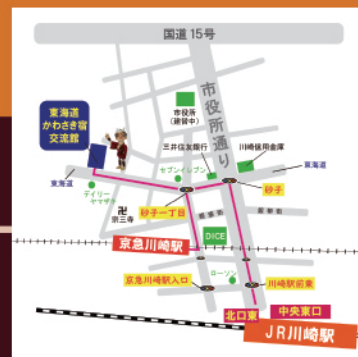 国道15号
市役所
(建替中)
市役所通り
東海道
かわさき宿
交流館
三井住友銀行
川崎信用金庫
セブンイレブン
東海道
東海道
デイリー
ヤマザキ
砂子
宗三寺
砂子一丁目
京急川崎駅
DICE
京急川崎駅入口
ローソン
川崎駅前東
北口東
中央東口
JR川崎駅